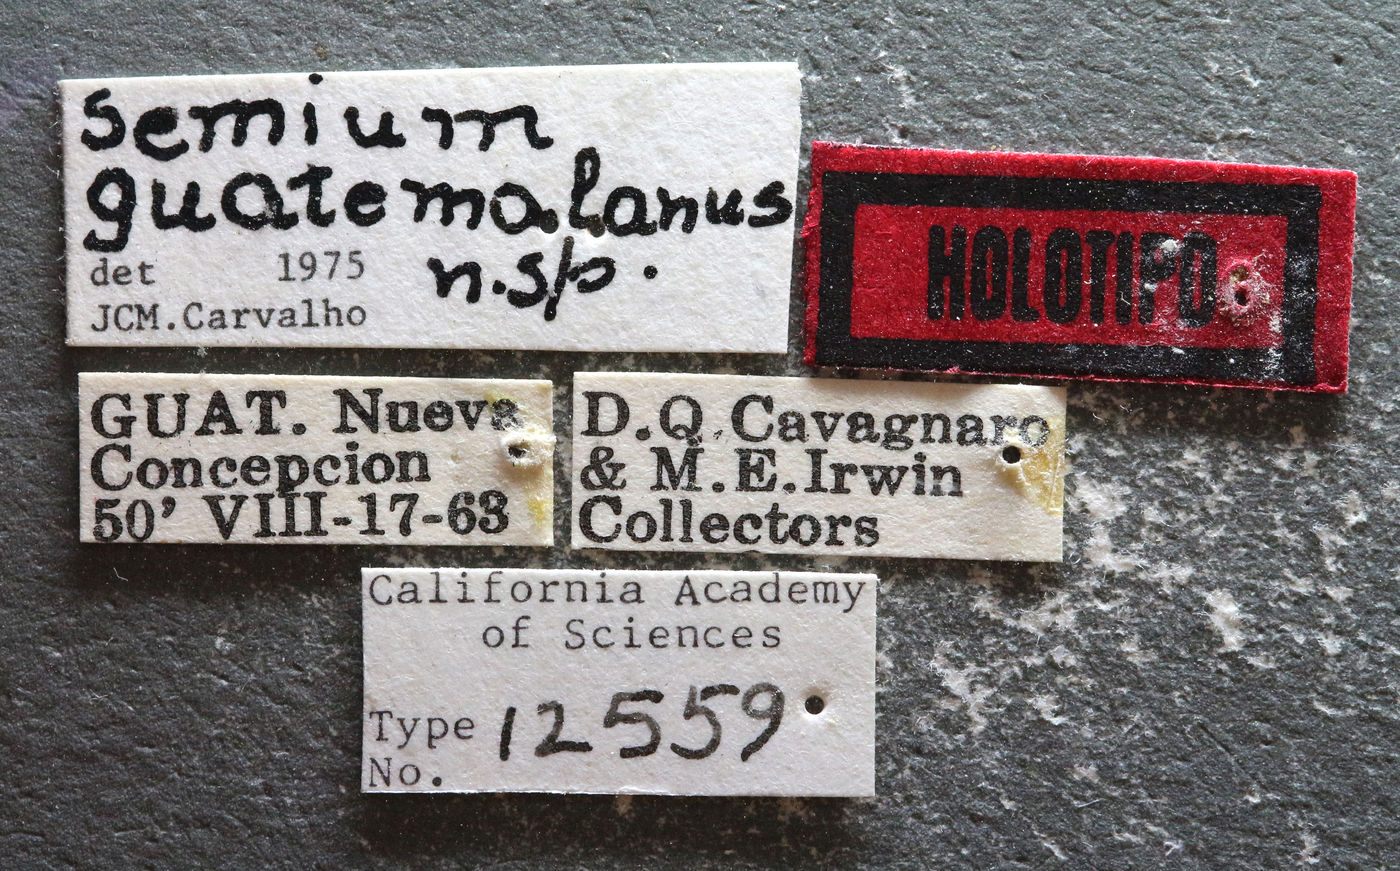 Semium
guatemalanus
n.sp.
det 1975
JCM.Carvalho
HOLOTIPO
GUAT. Nueva
Concepcion
50' VIII-17-63
D.Q.Cavagnaro
& M.E.Irwin
Collectors
California Academy
of Sciences
Type 12559
No.